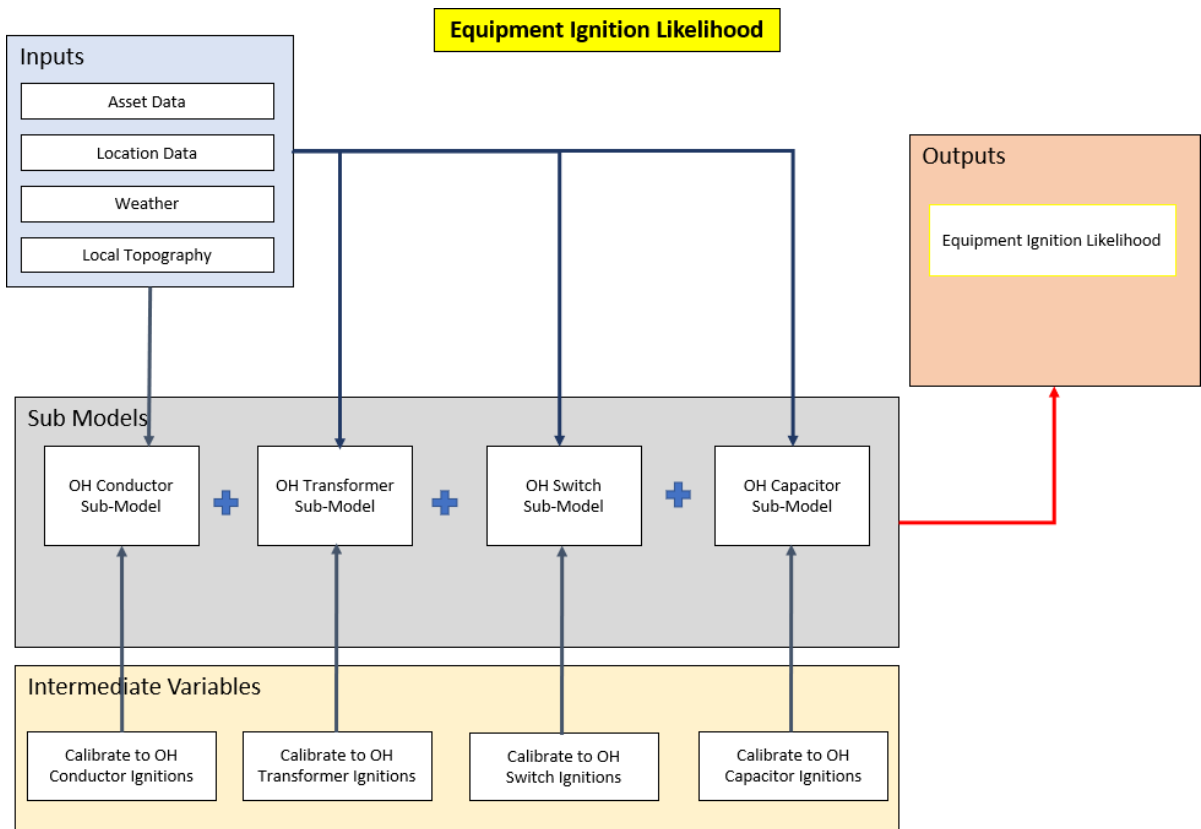 Equipment Ignition Likelihood
Inputs
Asset Data
Location Data
Weather
Local Topography
Outputs
Equipment Ignition Likelihood
Sub Models
OH Conductor
Sub-Model
OH Transformer
Sub-Model
OH Switch
Sub-Model
OH Capacitor
Sub-Model
Intermediate Variables
Calibrate to OH
Conductor Ignitions
Calibrate to OH
Transformer Ignitions
Calibrate to OH
Switch Ignitions
Calibrate to OH
Capacitor Ignitions